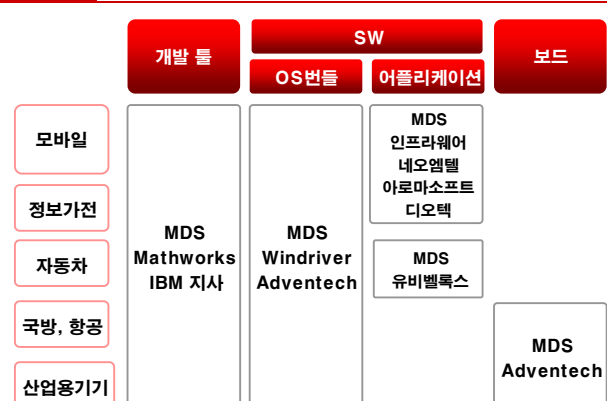 개발 툴
SW
보드
OS번들
어플리케이션
모바일
정보가전
자동차
국방, 항공
산업용기기
MDS
Mathworks
IBM 지사
MDS
Windriver
Adventech
MDS
인프라웨어
네오엠텔
아로마소프트
디오텍
MDS
유비벨록스
MDS
Adventech